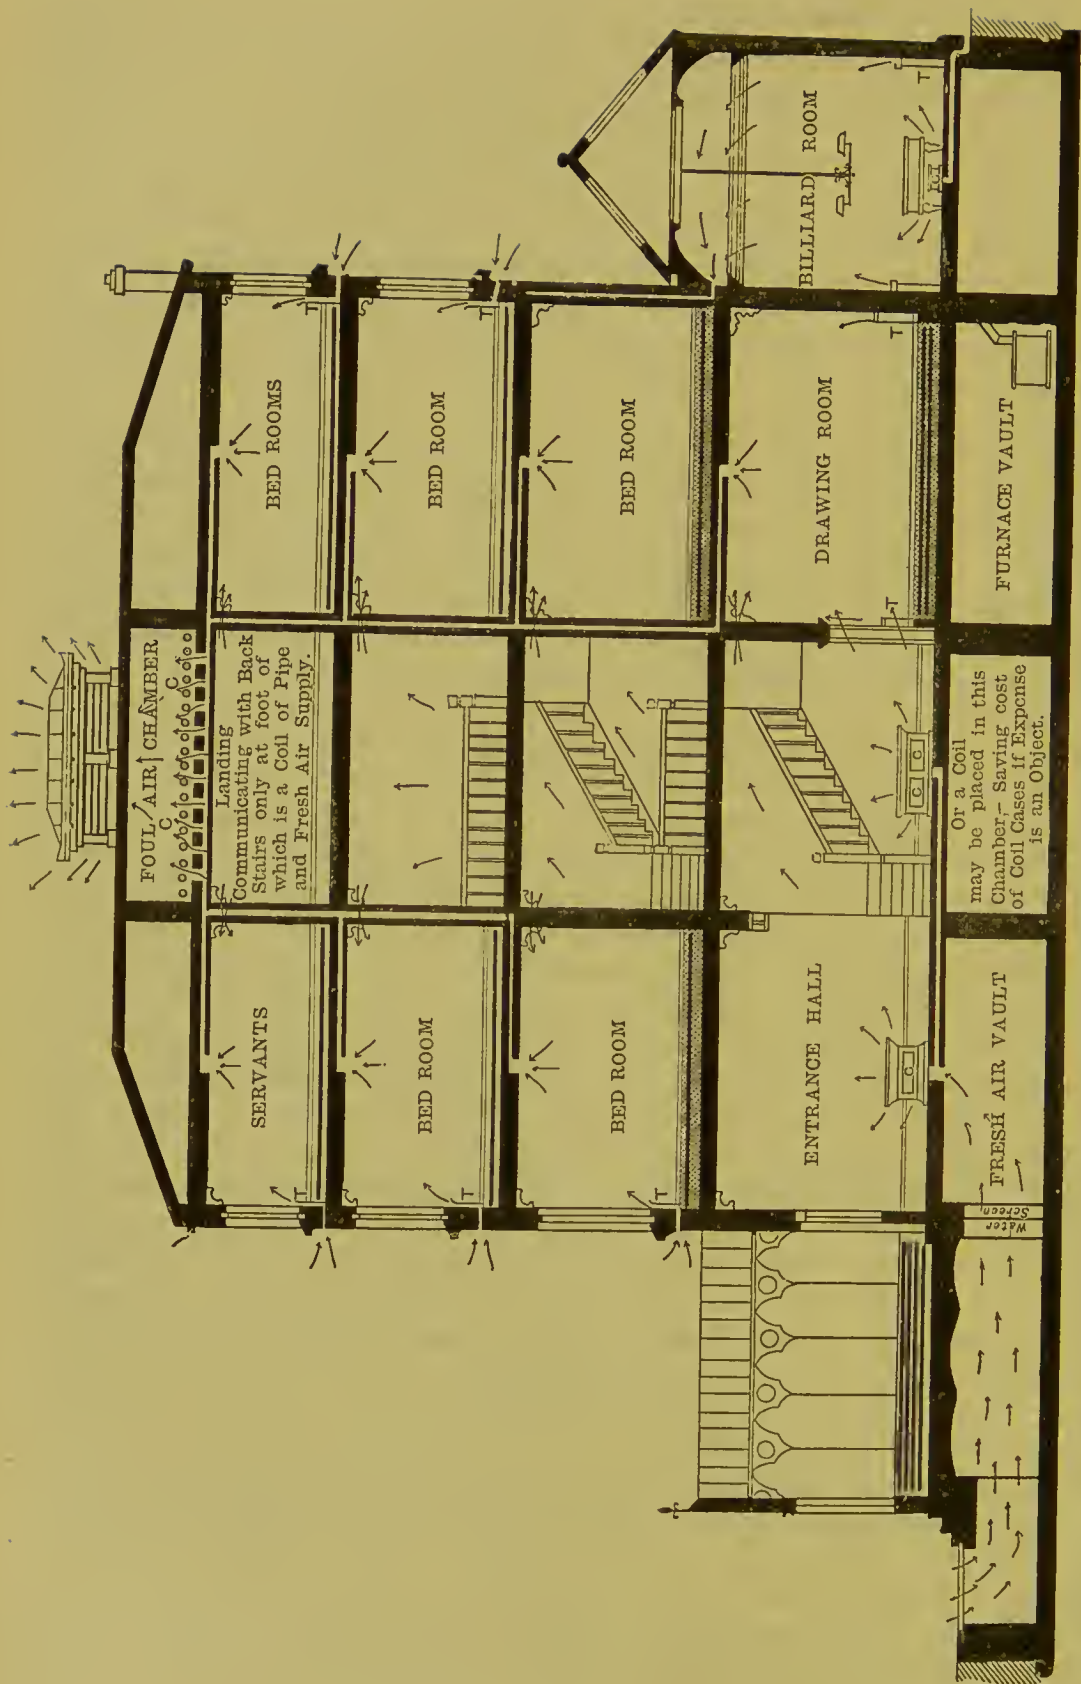 FOUL AIR CHAMBER
C
C
SERVANTS
Landing
Communicating with Back
Stairs only at foot of
which is a Coil of Pipe
and Fresh Air Supply.
BED ROOMS
T
T
BED ROOM
BED ROOM
T
T
BED ROOM
BED ROOM
T
ENTRANCE HALL
C
C C
T
DRAWING ROOM
T
BILLIARD ROOM
C
T
Water
Screen
FRESH AIR VAULT
Or a Coil
may be placed in this
Chamber,- Saving cost
of Coil Cases if Expense
is an Object.
FURNACE VAULT